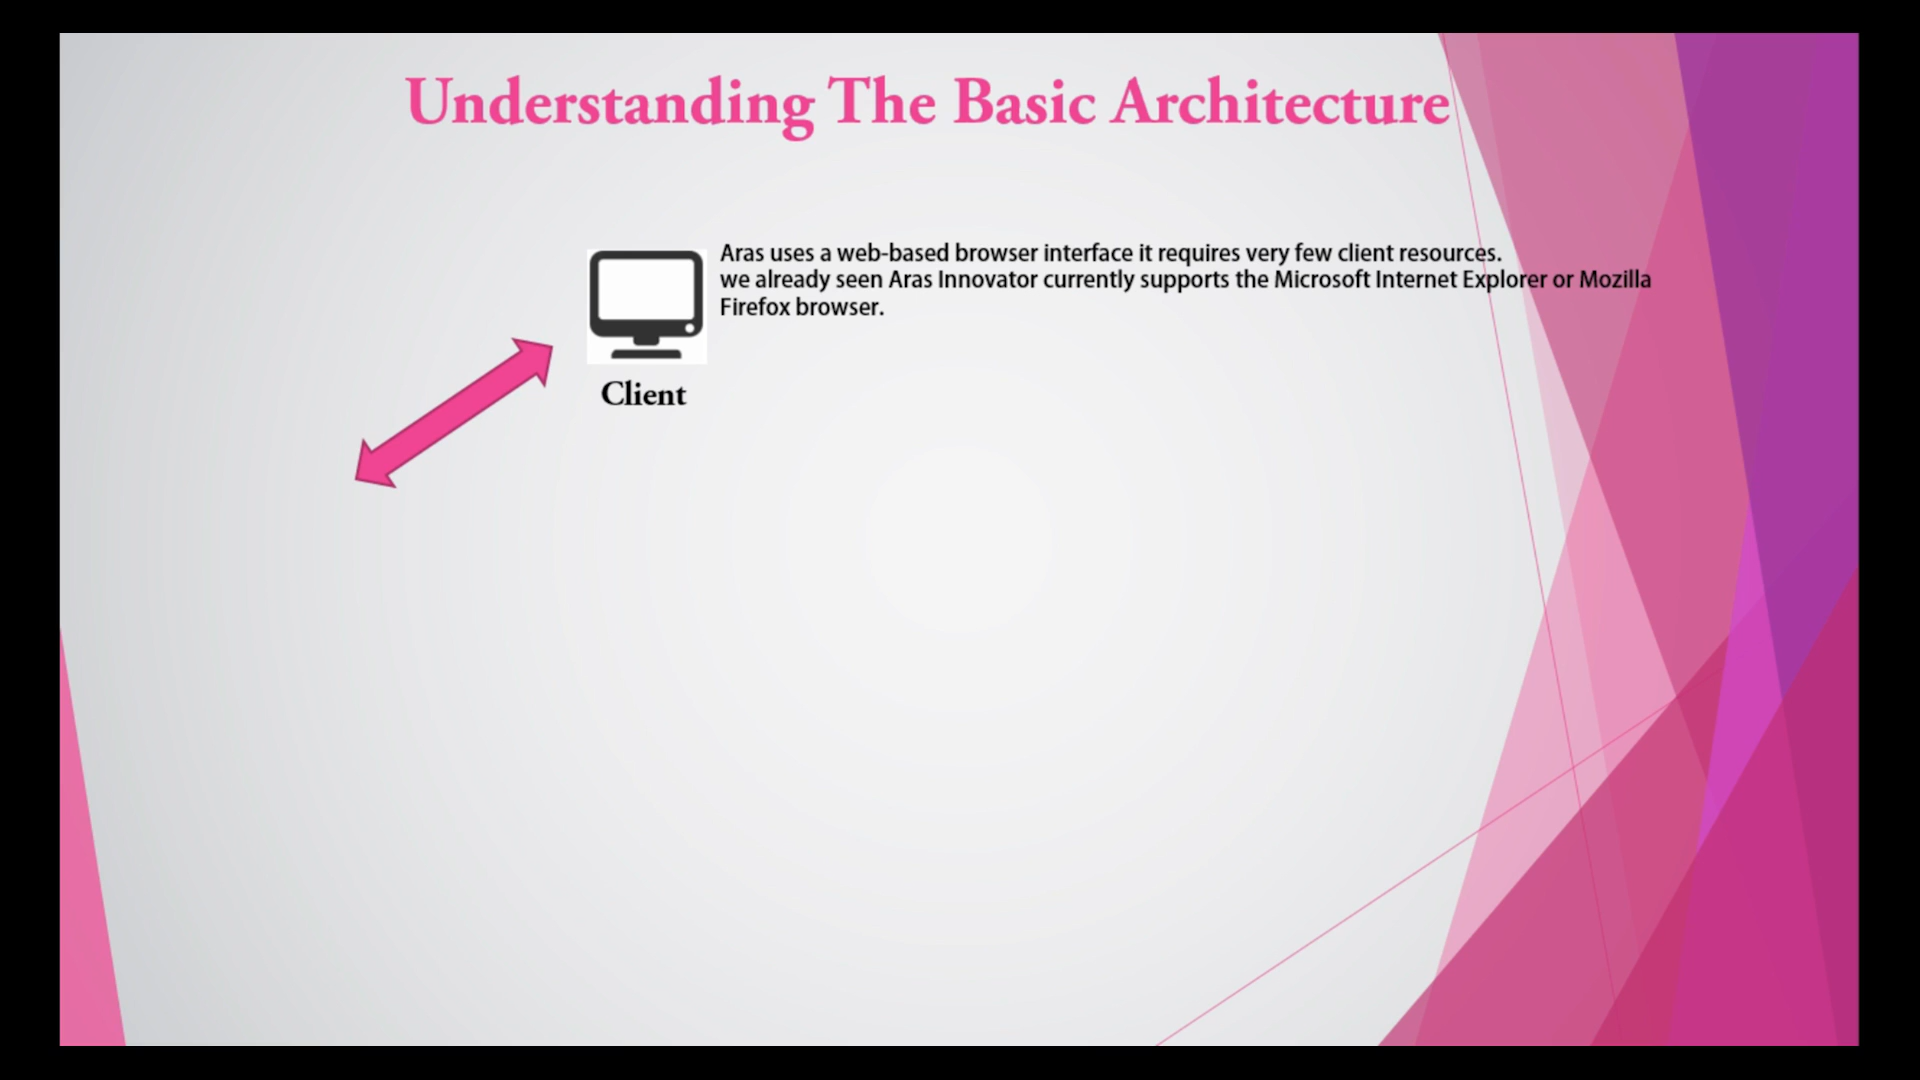 Understanding The Basic Architecture
Aras uses a web-based browser interface it requires very few client resources.
we already seen Aras Innovator currently supports the Microsoft Internet Explorer or Mozilla
Firefox browser.
Client